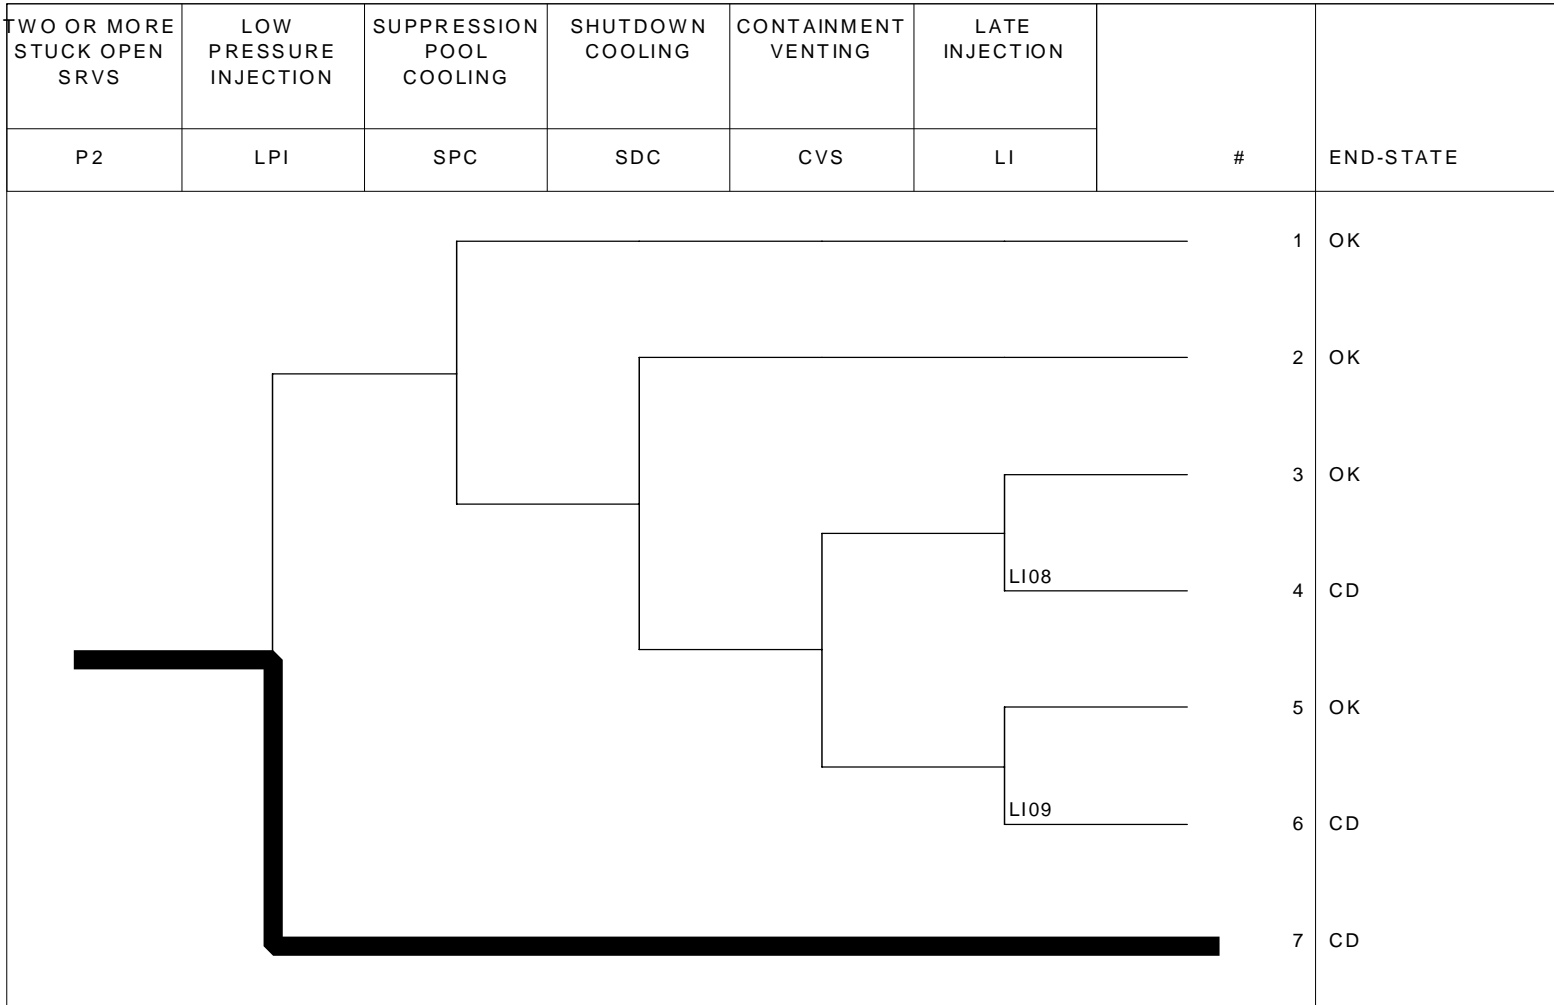 TWO OR MORE
STUCK OPEN
SRVS
LOW
PRESSURE
INJECTION
SUPPRESSION
POOL
COOLING
SHUTDOWN
COOLING
CONTAINMENT
VENTING
LATE
INJECTION
P2
LPI
SPC
SDC
CVS
LI
#
END-STATE
1 OK
2 OK
3 OK
LI08
4 CD
5 OK
LI09
6 CD
7 CD